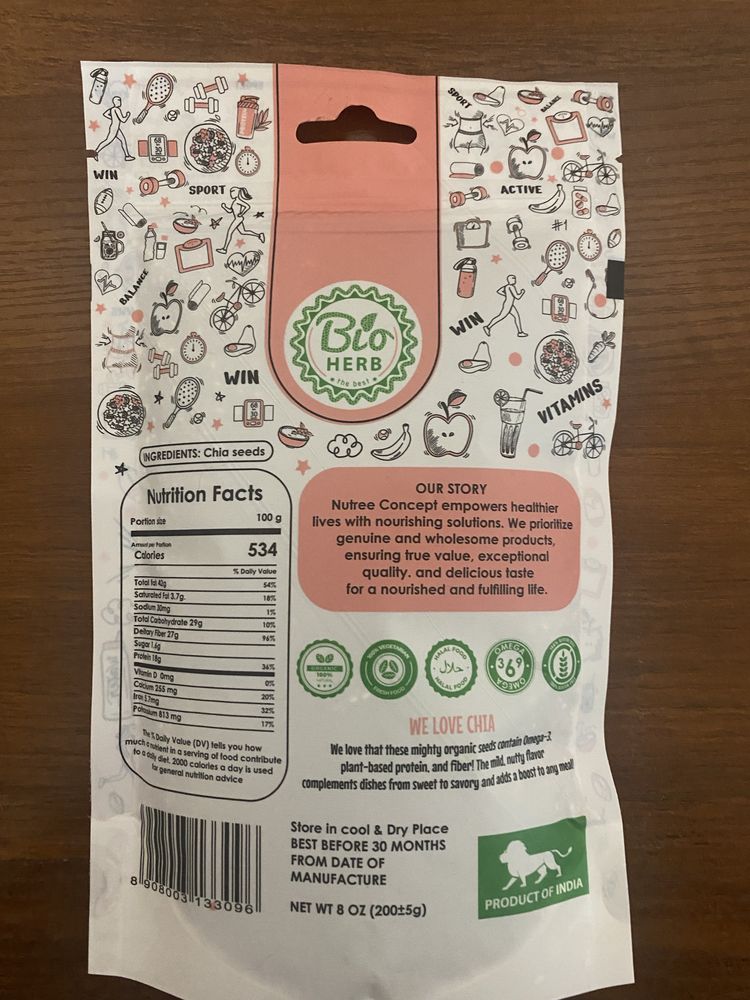 SPORT
BALANS
WIN
SPORT
ACTIVE
#1
BALANCE
WIN
WIN
VITAMINS
PROTEIN
Bio
HERB
the best
INGREDIENTS: Chia seeds
Nutrition Facts
Portion size 100 g
Amount per Portion
Calories 534
% Daily Value
Total fat 42g 54%
Saturated Fat 3.7g. 18%
Sodium 30mg 1%
Total Carbohydrate 29g 10%
Deitary Fiber 27g 96%
Sugar 1.6g
Protein 18g 36%
Vitamin D 0mg 0%
Calcium 255 mg 20%
Iron 5.7mg 32%
Potassium 813 mg 17%
The % Daily Value (DV) tells you how
much a nutrient in a serving of food contribute
to a daily diet. 2000 calories a day is used
for general nutrition advice
OUR STORY
Nutree Concept empowers healthier
lives with nourishing solutions. We prioritize
genuine and wholesome products,
ensuring true value, exceptional
quality. and delicious taste
for a nourished and fulfilling life.
ORGANIC
100%
NATURAL
100% VEGETARIAN
FRESH FOOD
HALAL FOOD
حلال
HALAL FOOD
OMEGA
369
OMEGA
WE LOVE CHIA
We love that these mighty organic seeds contain Omega-3,
plant-based protein, and fiber! The mild, nutty flavor
complements dishes from sweet to savory and adds a boost to any meal!
Store in cool & Dry Place
BEST BEFORE 30 MONTHS
FROM DATE OF
MANUFACTURE
NET WT 8 OZ (200±5g)
8 908003 133096
PRODUCT OF INDIA